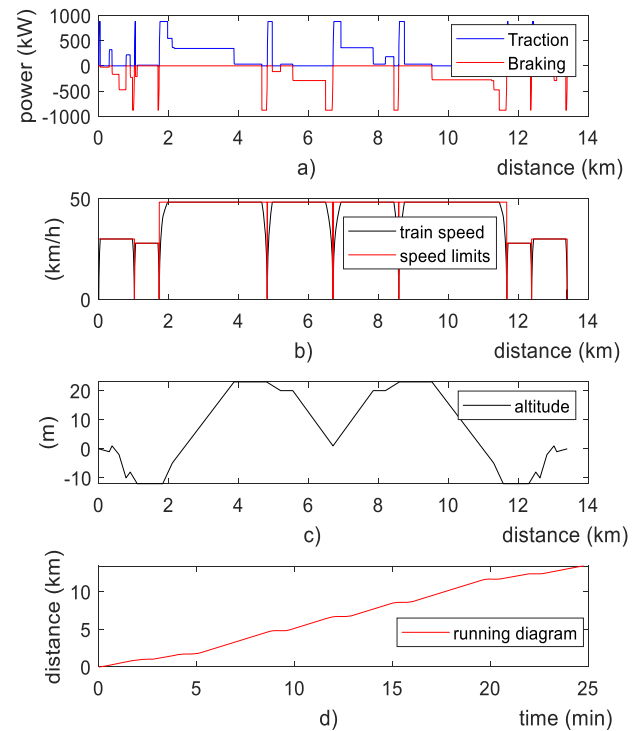 power (kW)
1000
500
0
-500
-1000
Traction
Braking
0 2 4 6 8 10 12 14
a) distance (km)
(km/h)
50
0
train speed
speed limits
0 2 4 6 8 10 12 14
b) distance (km)
(m)
20
0
-10
altitude
0 2 4 6 8 10 12 14
c) distance (km)
distance (km)
10
5
0
running diagram
0 5 10 15 20 25
d) time (min)